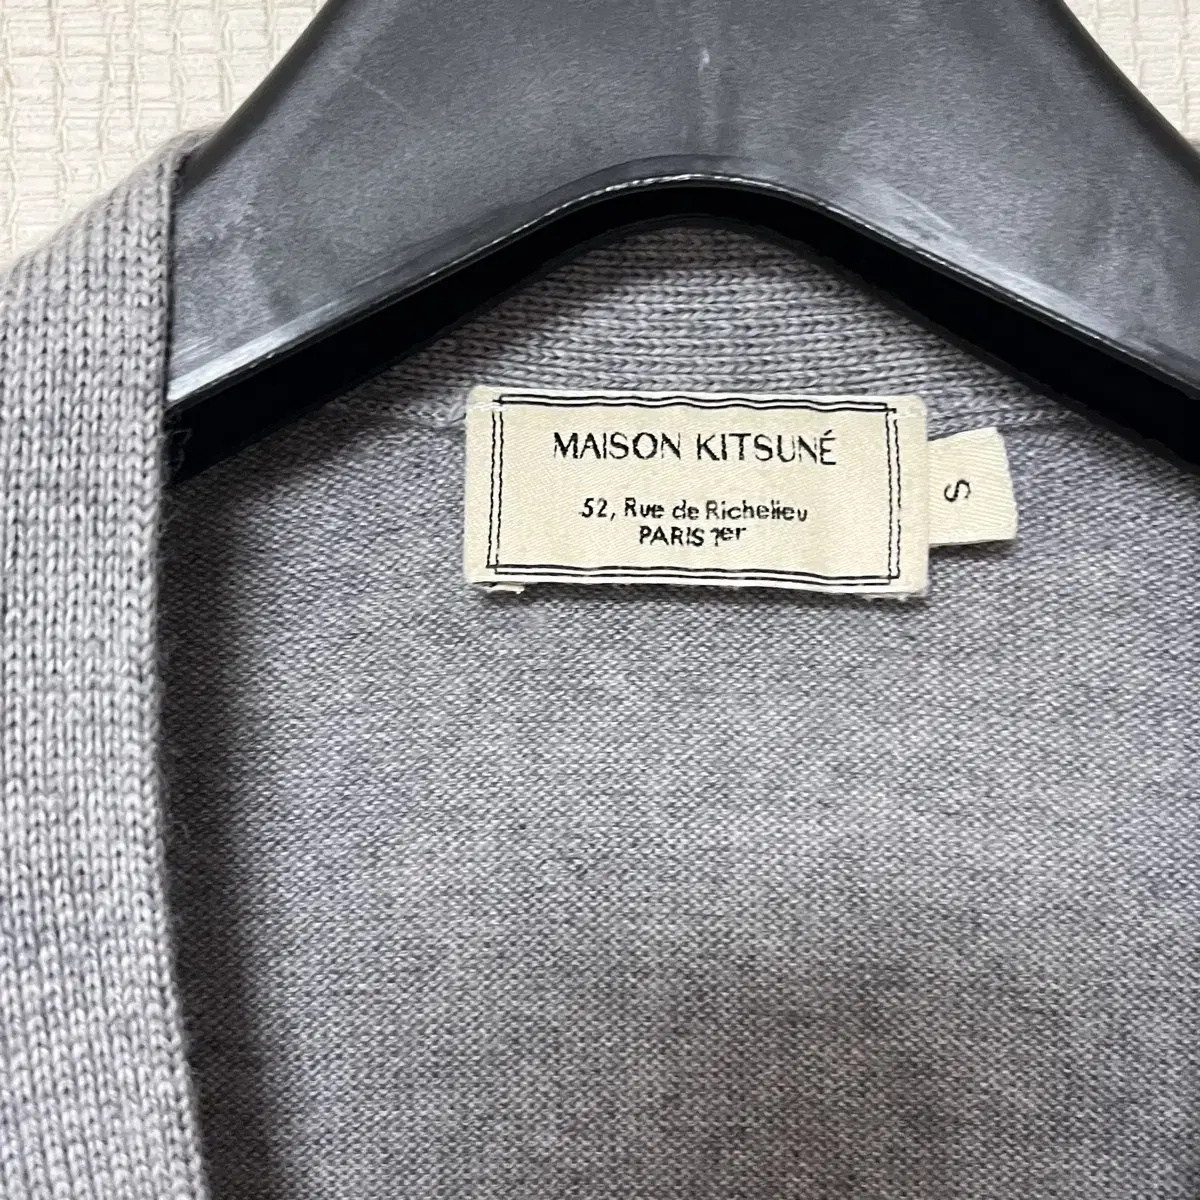 MAISON KITSUNÉ
52, Rue de Richelieu
PARIS 1er
S